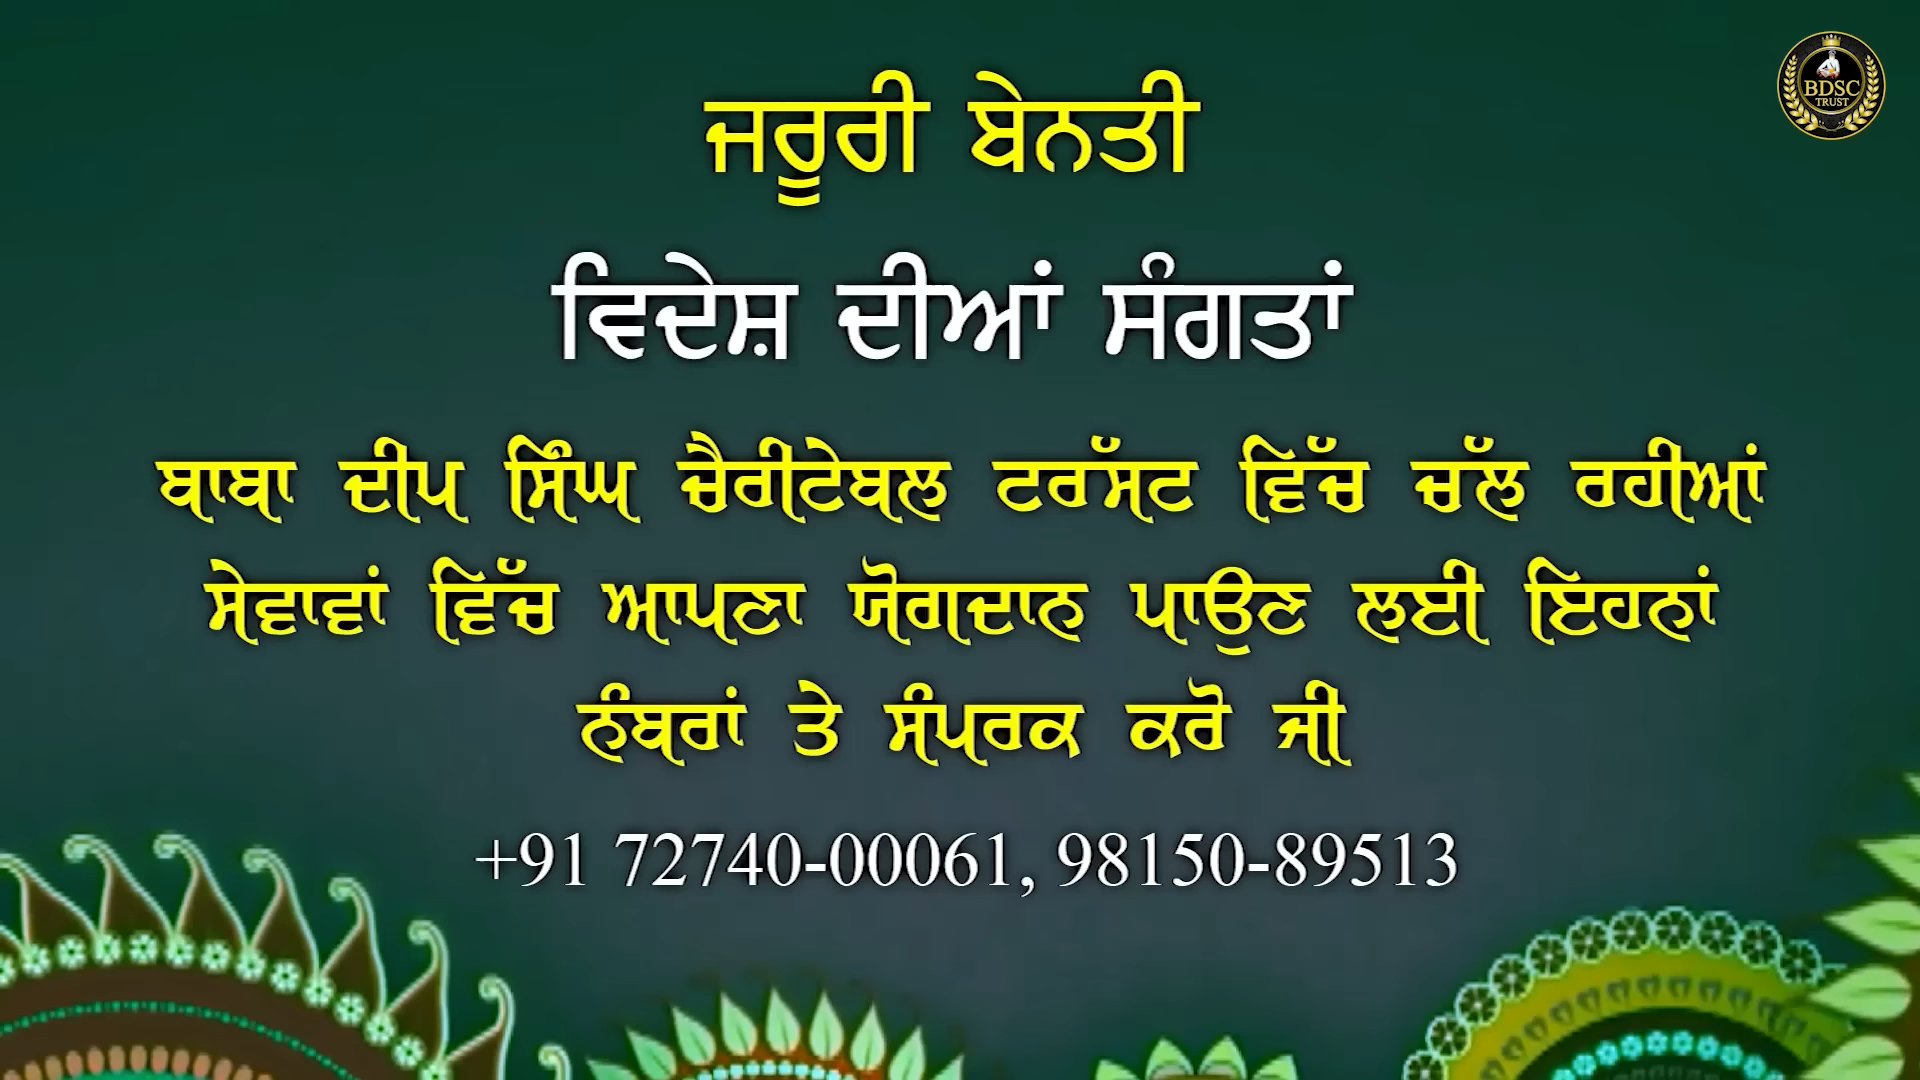 BDSC
TRUST
ਜਰੂਰੀ ਬੇਨਤੀ
ਵਿਦੇਸ਼ ਦੀਆਂ ਸੰਗਤਾਂ
ਬਾਬਾ ਦੀਪ ਸਿੰਘ ਚੈਰੀਟੇਬਲ ਟਰੱਸਟ ਵਿੱਚ ਚੱਲ ਰਹੀਆਂ
ਸੇਵਾਵਾਂ ਵਿੱਚ ਆਪਣਾ ਯੋਗਦਾਨ ਪਾਉਣ ਲਈ ਇਹਨਾਂ
ਨੰਬਰਾਂ ਤੇ ਸੰਪਰਕ ਕਰੋ ਜੀ
+91 72740-00061, 98150-89513